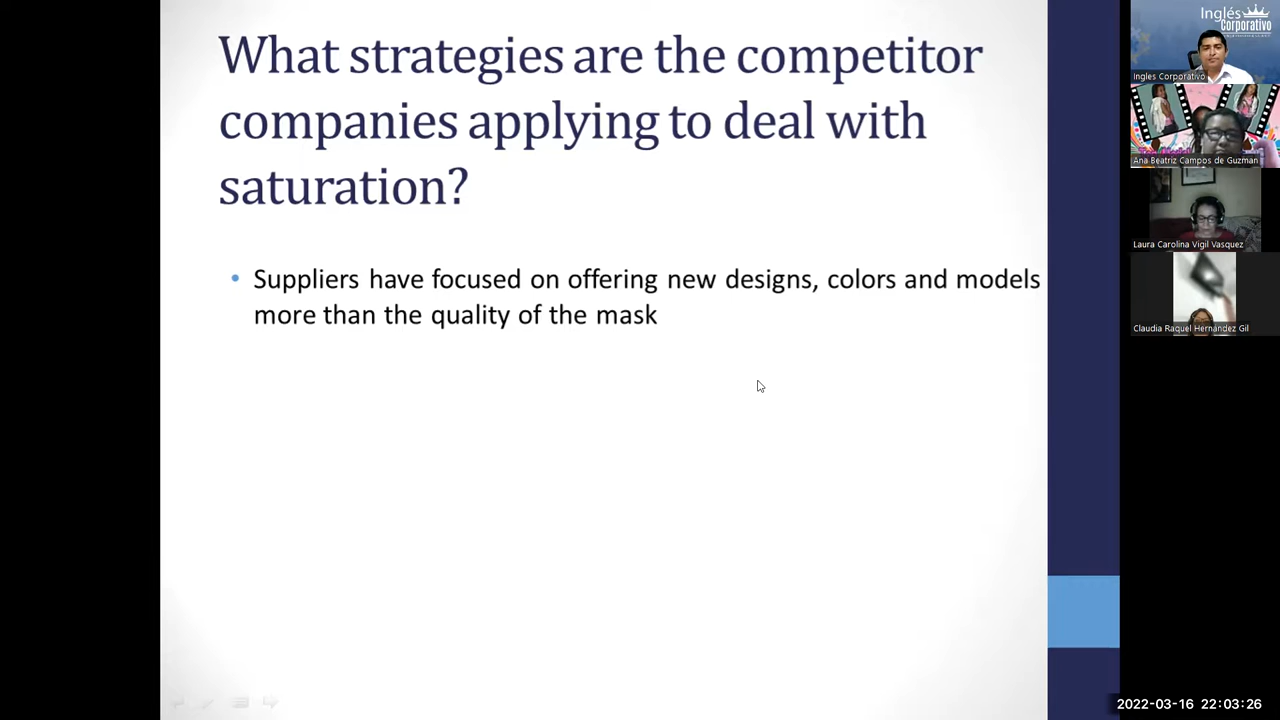 What strategies are the competitor
companies applying to deal with
saturation?
• Suppliers have focused on offering new designs, colors and models
more than the quality of the mask
Inglés
Corporativo
Ingles Corporativo
Ana Beatriz Campos de Guzman
Laura Carolina Vigil Vasquez
Claudia Raquel Hernández Gil
2022-03-16 22:03:26